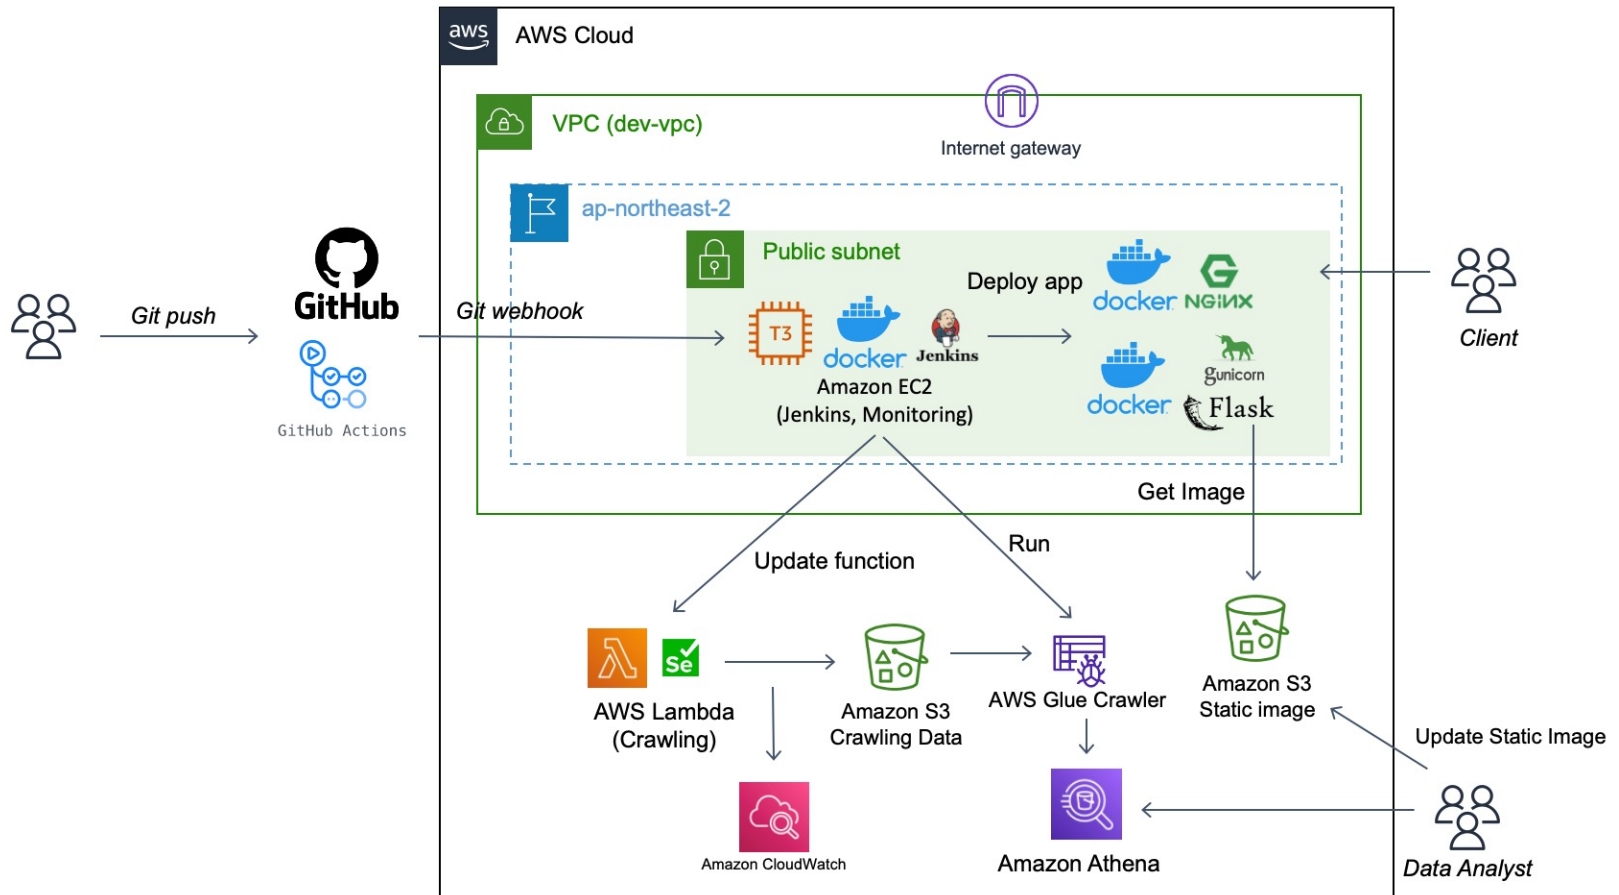 aws
AWS Cloud
VPC (dev-vpc)
Internet gateway
ap-northeast-2
Public subnet
Deploy app
docker
NGINX
GitHub
Git push
Git webhook
T3
docker
Jenkins
Amazon EC2
(Jenkins, Monitoring)
docker
gunicorn
Flask
Client
GitHub Actions
Get Image
Update function
Run
Se
AWS Lambda
(Crawling)
Amazon S3
Crawling Data
AWS Glue Crawler
Amazon S3
Static image
Update Static Image
Amazon CloudWatch
Amazon Athena
Data Analyst